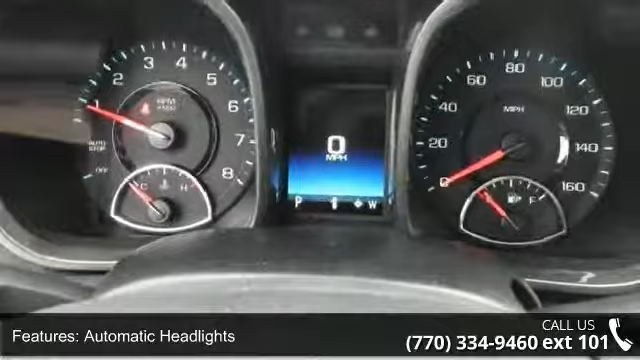 1 2 3 4 5 6 7 8
RPM
AUTO
STOP
OFF
C H
0
MPH
P W
0 20 40 60 80 100 120 140 160
MPH
F
Features: Automatic Headlights
CALL US
(770) 334-9460 ext 101